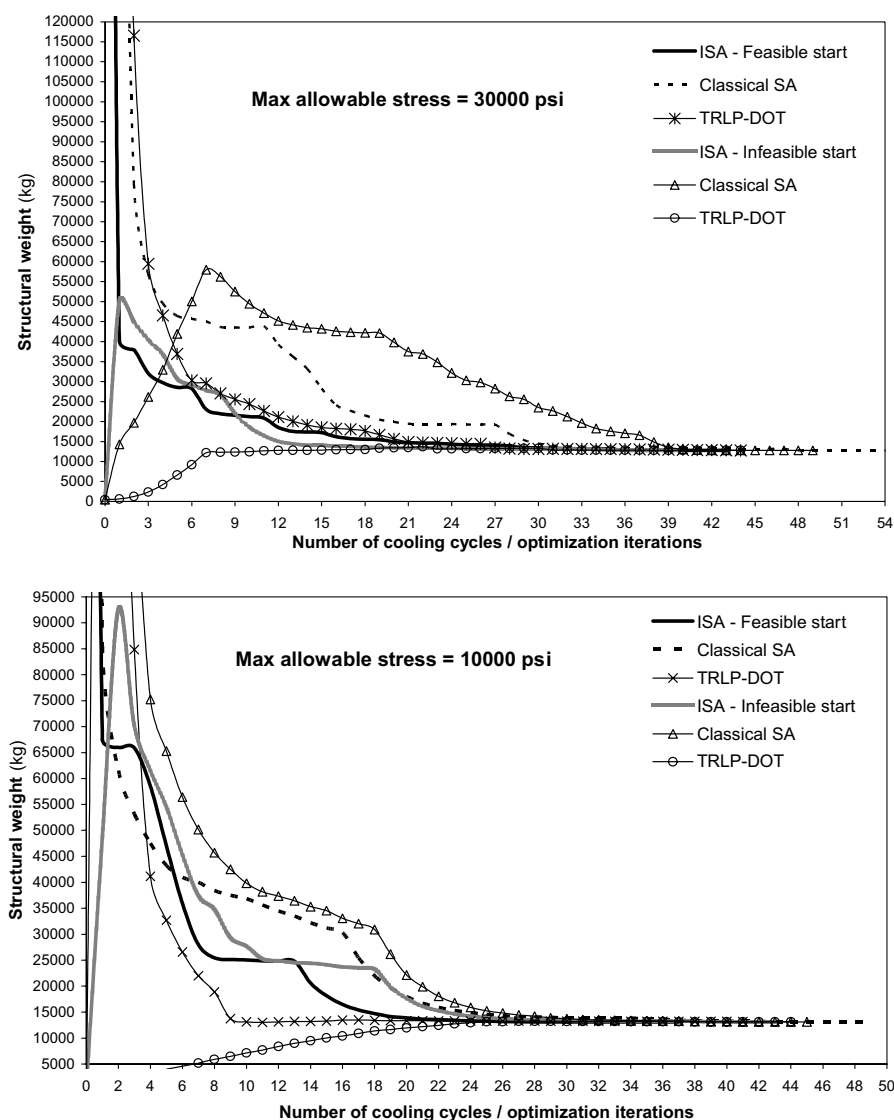 120000
115000
110000
105000
100000
95000
90000
85000
80000
75000
70000
65000
60000
55000
50000
45000
40000
35000
30000
25000
20000
15000
10000
5000
0
Structural weight (kg)
Max allowable stress = 30000 psi
ISA - Feasible start
Classical SA
TRLP-DOT
ISA - Infeasible start
Classical SA
TRLP-DOT
0 3 6 9 12 15 18 21 24 27 30 33 36 39 42 45 48 51 54
Number of cooling cycles / optimization iterations
95000
90000
85000
80000
75000
70000
65000
60000
55000
50000
45000
40000
35000
30000
25000
20000
15000
10000
5000
Structural weight (kg)
Max allowable stress = 10000 psi
ISA - Feasible start
Classical SA
TRLP-DOT
ISA - Infeasible start
Classical SA
TRLP-DOT
0 2 4 6 8 10 12 14 16 18 20 22 24 26 28 30 32 34 36 38 40 42 44 46 48 50
Number of cooling cycles / optimization iterations